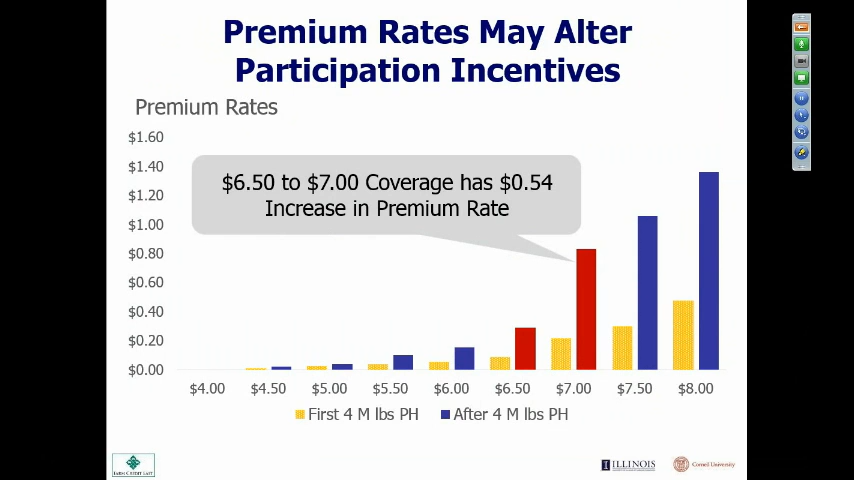 Premium Rates May Alter
Participation Incentives
Premium Rates
$1.60
$1.40
$1.20
$1.00
$0.80
$0.60
$0.40
$0.20
$0.00
$6.50 to $7.00 Coverage has $0.54
Increase in Premium Rate
$4.00 $4.50 $5.00 $5.50 $6.00 $6.50 $7.00 $7.50 $8.00
First 4 M lbs PH After 4 M lbs PH
FARM CREDIT EAST
ILLINOIS
Cornell University